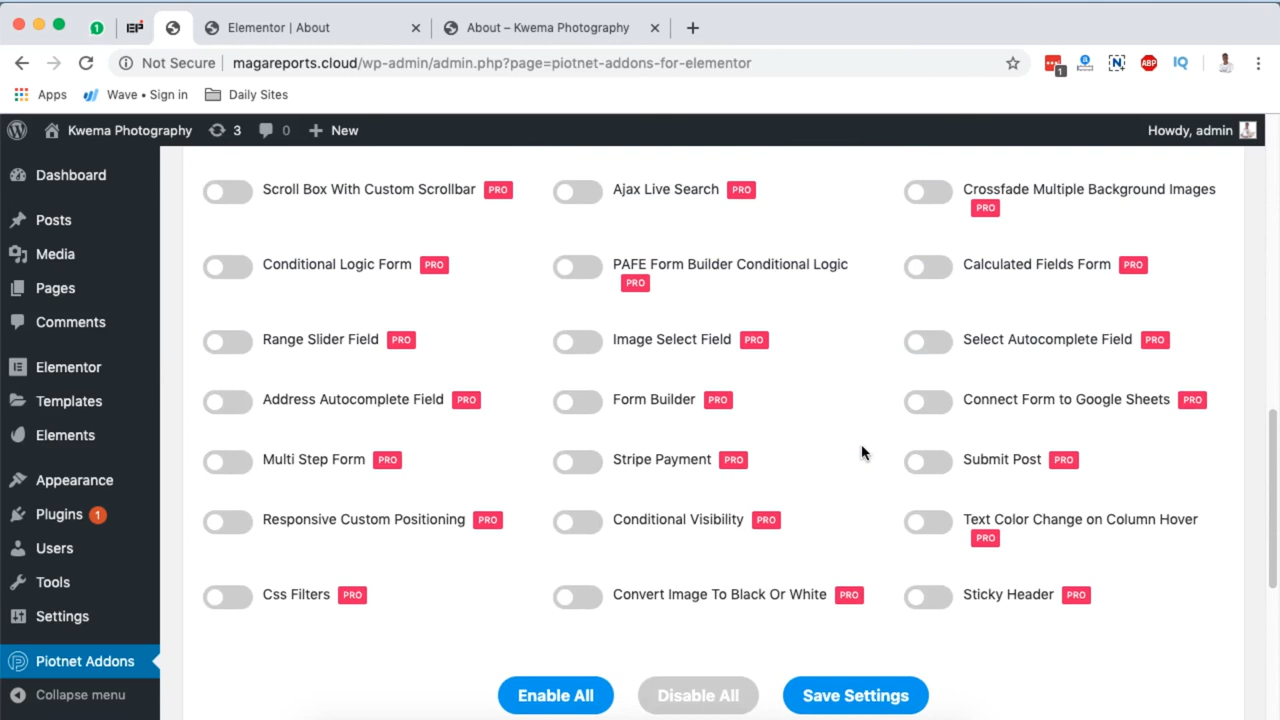 1
EP
Elementor | About
About – Kwema Photography
Not Secure
magareports.cloud/wp-admin/admin.php?page=piotnet-addons-for-elementor
1
N
ABP
IQ
Apps
Wave • Sign in
Daily Sites
Kwema Photography
3
0
New
Howdy, admin
Dashboard
Posts
Media
Pages
Comments
Elementor
Templates
Elements
Appearance
Plugins 1
Users
Tools
Settings
Piotnet Addons
Collapse menu
Scroll Box With Custom Scrollbar PRO
Ajax Live Search PRO
Crossfade Multiple Background Images
PRO
Conditional Logic Form PRO
PAFE Form Builder Conditional Logic
PRO
Calculated Fields Form PRO
Range Slider Field PRO
Image Select Field PRO
Select Autocomplete Field PRO
Address Autocomplete Field PRO
Form Builder PRO
Connect Form to Google Sheets PRO
Multi Step Form PRO
Stripe Payment PRO
Submit Post PRO
Responsive Custom Positioning PRO
Conditional Visibility PRO
Text Color Change on Column Hover
PRO
Css Filters PRO
Convert Image To Black Or White PRO
Sticky Header PRO
Enable All
Disable All
Save Settings